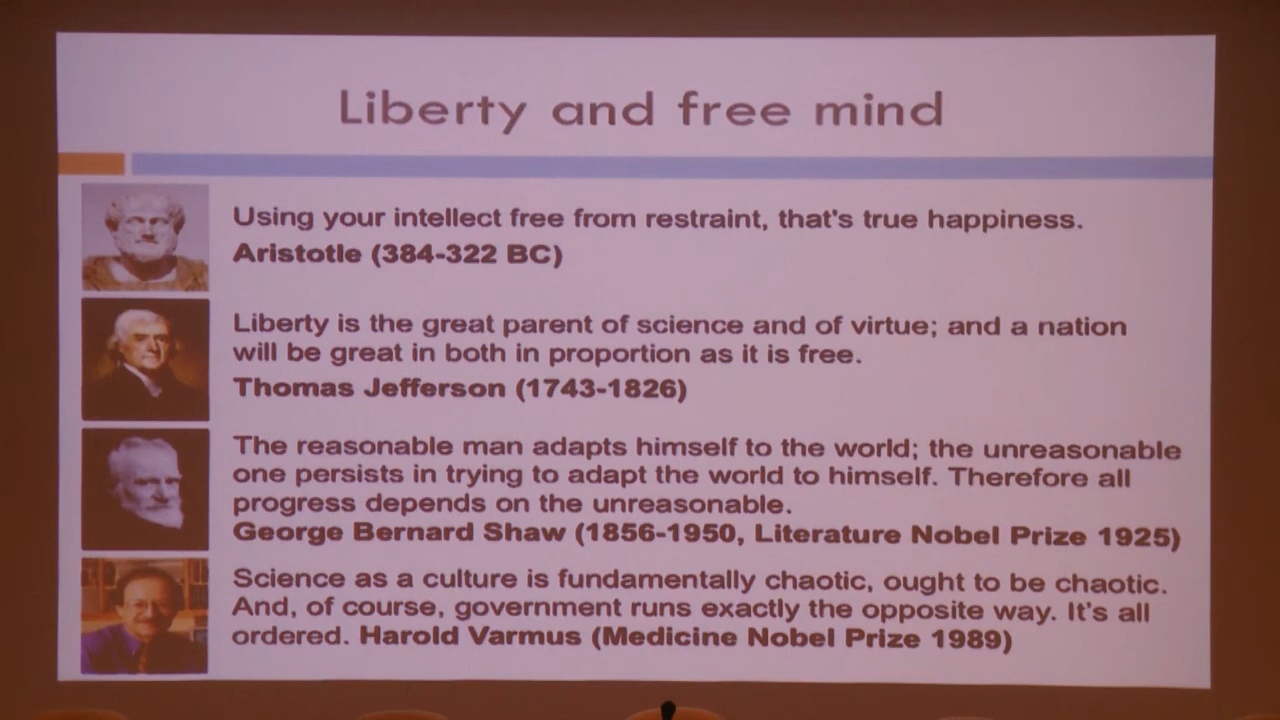 Liberty and free mind
Using your intellect free from restraint, that's true happiness.
Aristotle (384-322 BC)
Liberty is the great parent of science and of virtue; and a nation
will be great in both in proportion as it is free.
Thomas Jefferson (1743-1826)
The reasonable man adapts himself to the world; the unreasonable
one persists in trying to adapt the world to himself. Therefore all
progress depends on the unreasonable.
George Bernard Shaw (1856-1950, Literature Nobel Prize 1925)
Science as a culture is fundamentally chaotic, ought to be chaotic.
And, of course, government runs exactly the opposite way. It's all
ordered. Harold Varmus (Medicine Nobel Prize 1989)